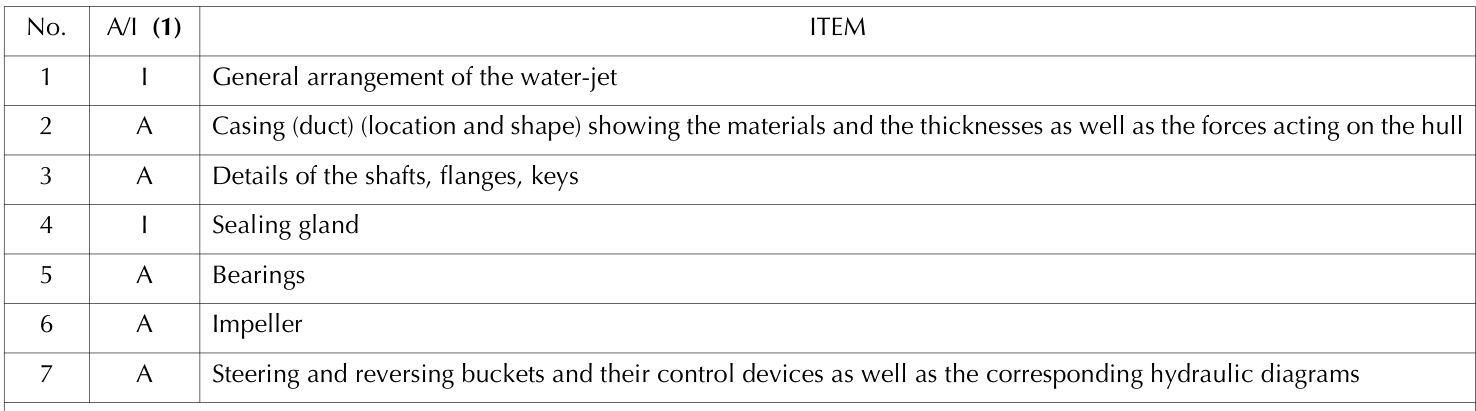 No. A/I (1) ITEM
1 I General arrangement of the water-jet
2 A Casing (duct) (location and shape) showing the materials and the thicknesses as well as the forces acting on the hull
3 A Details of the shafts, flanges, keys
4 I Sealing gland
5 A Bearings
6 A Impeller
7 A Steering and reversing buckets and their control devices as well as the corresponding hydraulic diagrams